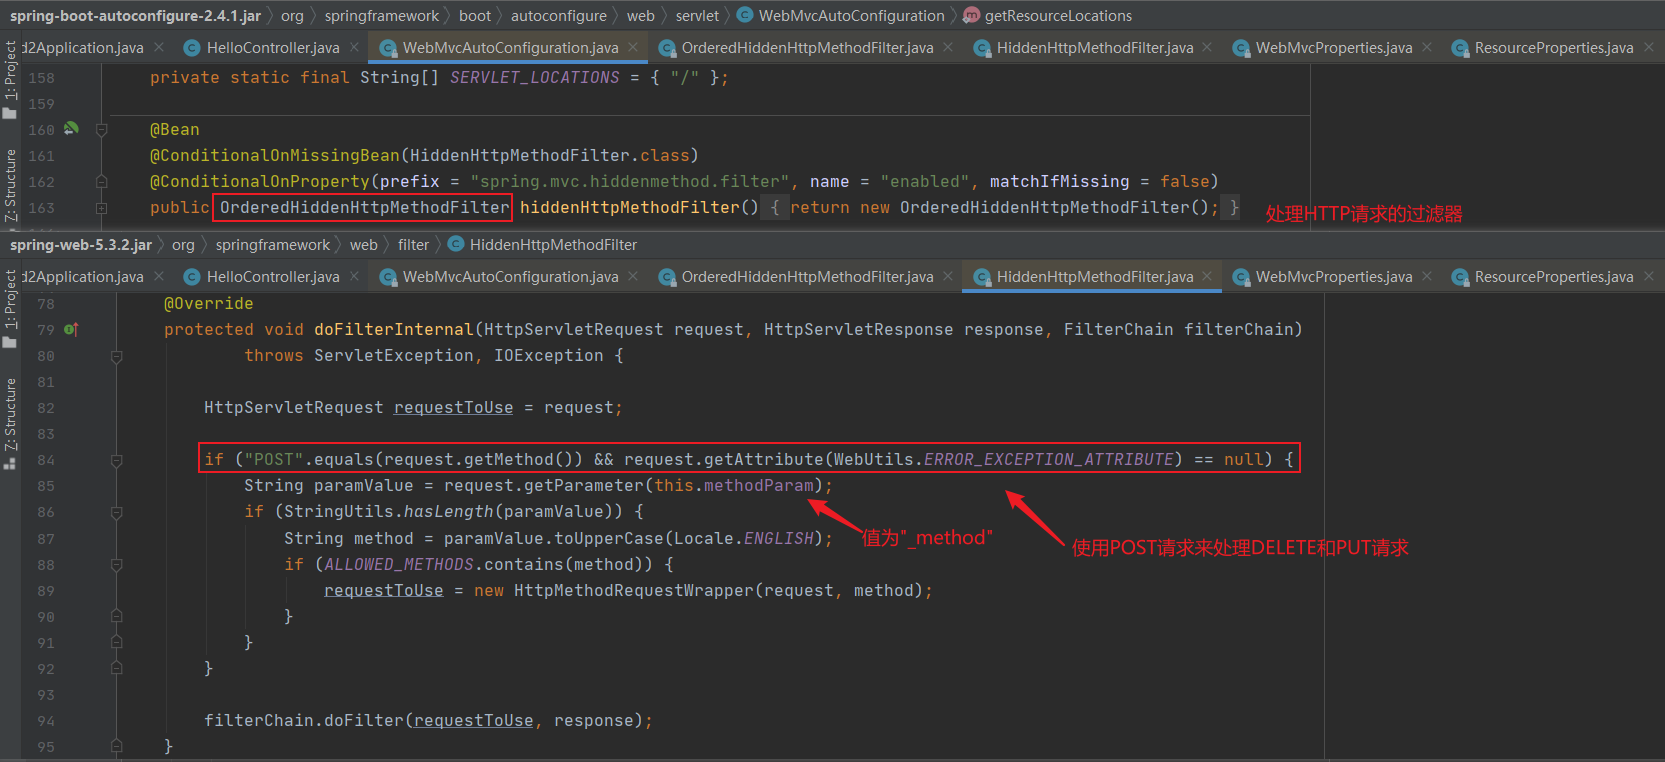 spring-boot-autoconfigure-2.4.1.jar 〉 org 〉 springframework 〉 boot 〉 autoconfigure 〉 web 〉 servlet 〉 WebMvcAutoConfiguration 〉 getResourceLocations
d2Application.java HelloController.java WebMvcAutoConfiguration.java OrderedHiddenHttpMethodFilter.java HiddenHttpMethodFilter.java WebMvcProperties.java ResourceProperties.java
1: Project
Z: Structure
158 private static final String[] SERVLET_LOCATIONS = { "/" };
159
160 @Bean
161 @ConditionalOnMissingBean(HiddenHttpMethodFilter.class)
162 @ConditionalOnProperty(prefix = "spring.mvc.hiddenmethod.filter", name = "enabled", matchIfMissing = false)
163 public OrderedHiddenHttpMethodFilter hiddenHttpMethodFilter() { return new OrderedHiddenHttpMethodFilter(); }
处理HTTP请求的过滤器
spring-web-5.3.2.jar 〉 org 〉 springframework 〉 web 〉 filter 〉 HiddenHttpMethodFilter
d2Application.java HelloController.java WebMvcAutoConfiguration.java OrderedHiddenHttpMethodFilter.java HiddenHttpMethodFilter.java WebMvcProperties.java ResourceProperties.java
1: Project
Z: Structure
78 @Override
79 protected void doFilterInternal(HttpServletRequest request, HttpServletResponse response, FilterChain filterChain)
80 throws ServletException, IOException {
81
82 HttpServletRequest requestToUse = request;
83
84 if ("POST".equals(request.getMethod()) && request.getAttribute(WebUtils.ERROR_EXCEPTION_ATTRIBUTE) == null) {
85 String paramValue = request.getParameter(this.methodParam);
86 if (StringUtils.hasLength(paramValue)) {
87 String method = paramValue.toUpperCase(Locale.ENGLISH);
值为"_method"
使用POST请求来处理DELETE和PUT请求
88 if (ALLOWED_METHODS.contains(method)) {
89 requestToUse = new HttpMethodRequestWrapper(request, method);
90 }
91 }
92 }
93
94 filterChain.doFilter(requestToUse, response);
95 }